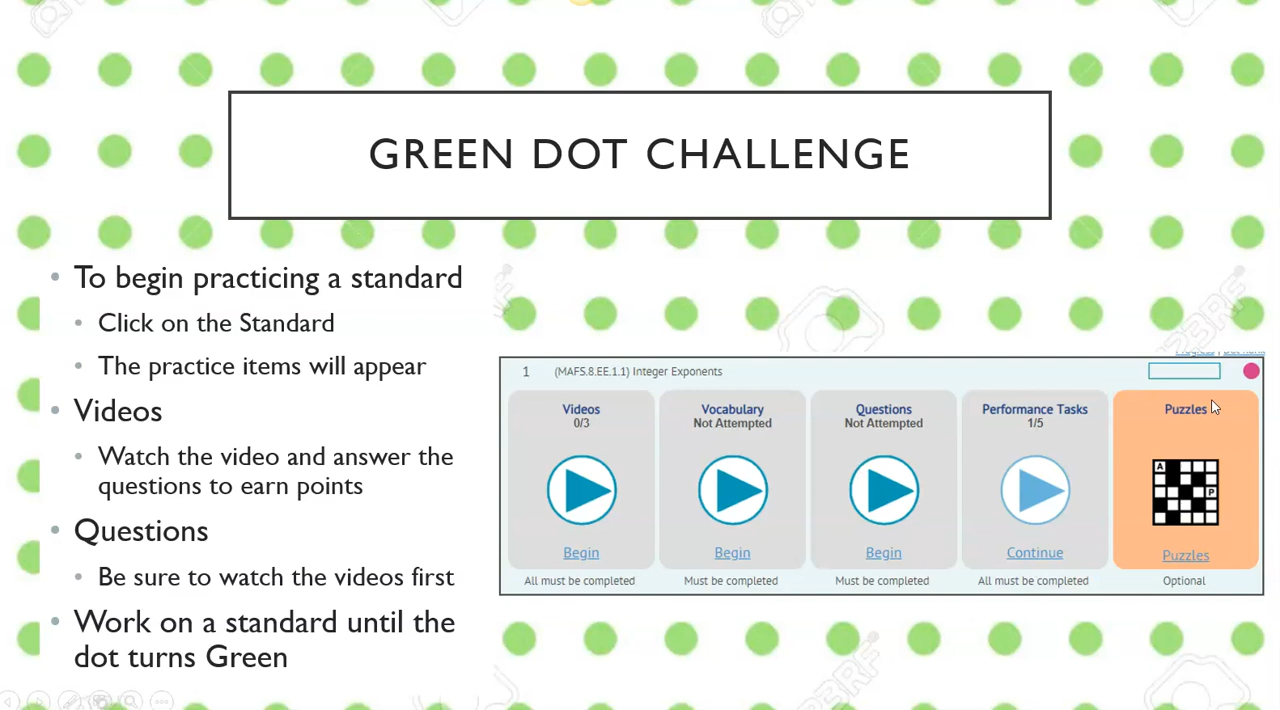 GREEN DOT CHALLENGE
To begin practicing a standard
Click on the Standard
The practice items will appear
Videos
Watch the video and answer the
questions to earn points
Questions
Be sure to watch the videos first
Work on a standard until the
dot turns Green
1 (MAFS.8.EE.1.1) Integer Exponents
Videos
0/3
Begin
All must be completed
Vocabulary
Not Attempted
Begin
Must be completed
Questions
Not Attempted
Begin
Must be completed
Performance Tasks
1/5
Continue
All must be completed
Puzzles
A
P
Puzzles
Optional
123RF